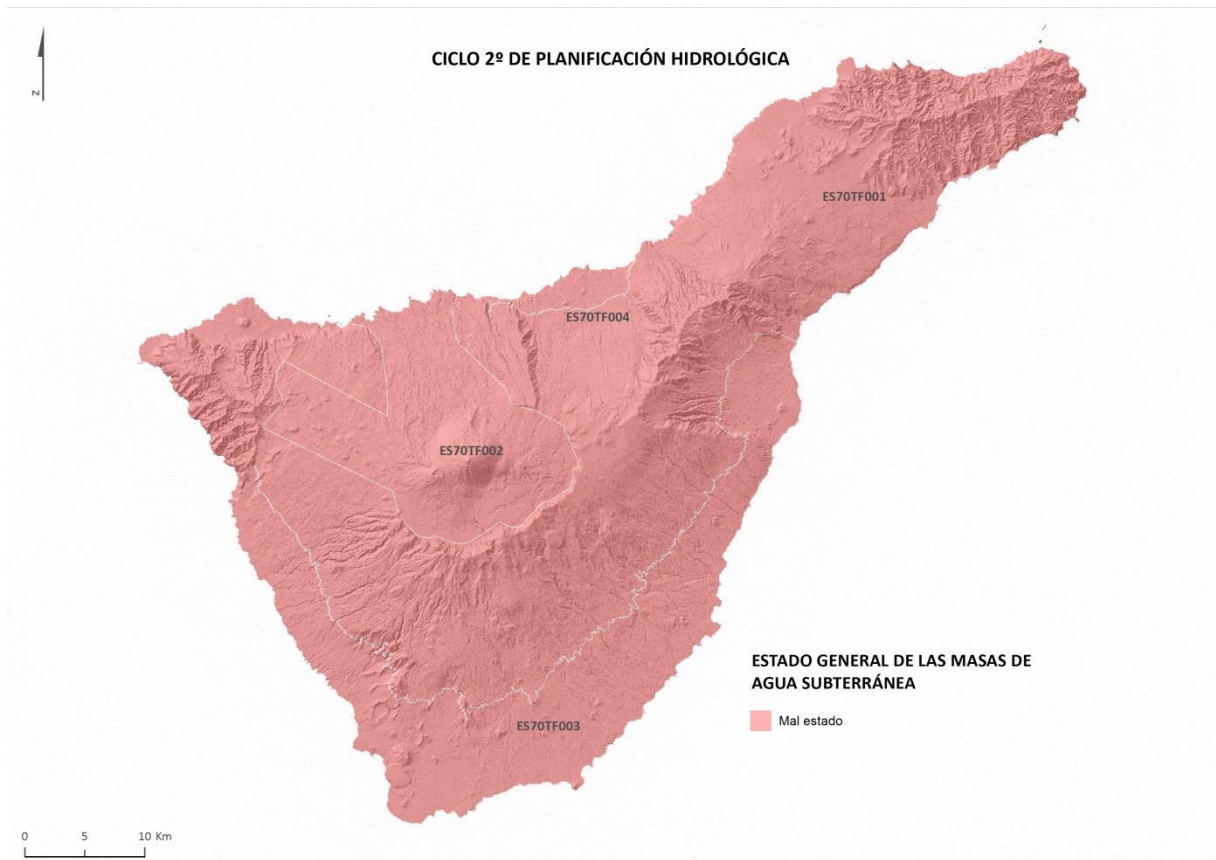 CICLO 2º DE PLANIFICACIÓN HIDROLÓGICA
N
ES70TF001
ES70TF004
ES70TF002
ES70TF003
ESTADO GENERAL DE LAS MASAS DE
AGUA SUBTERRÁNEA
Mal estado
0 5 10 Km